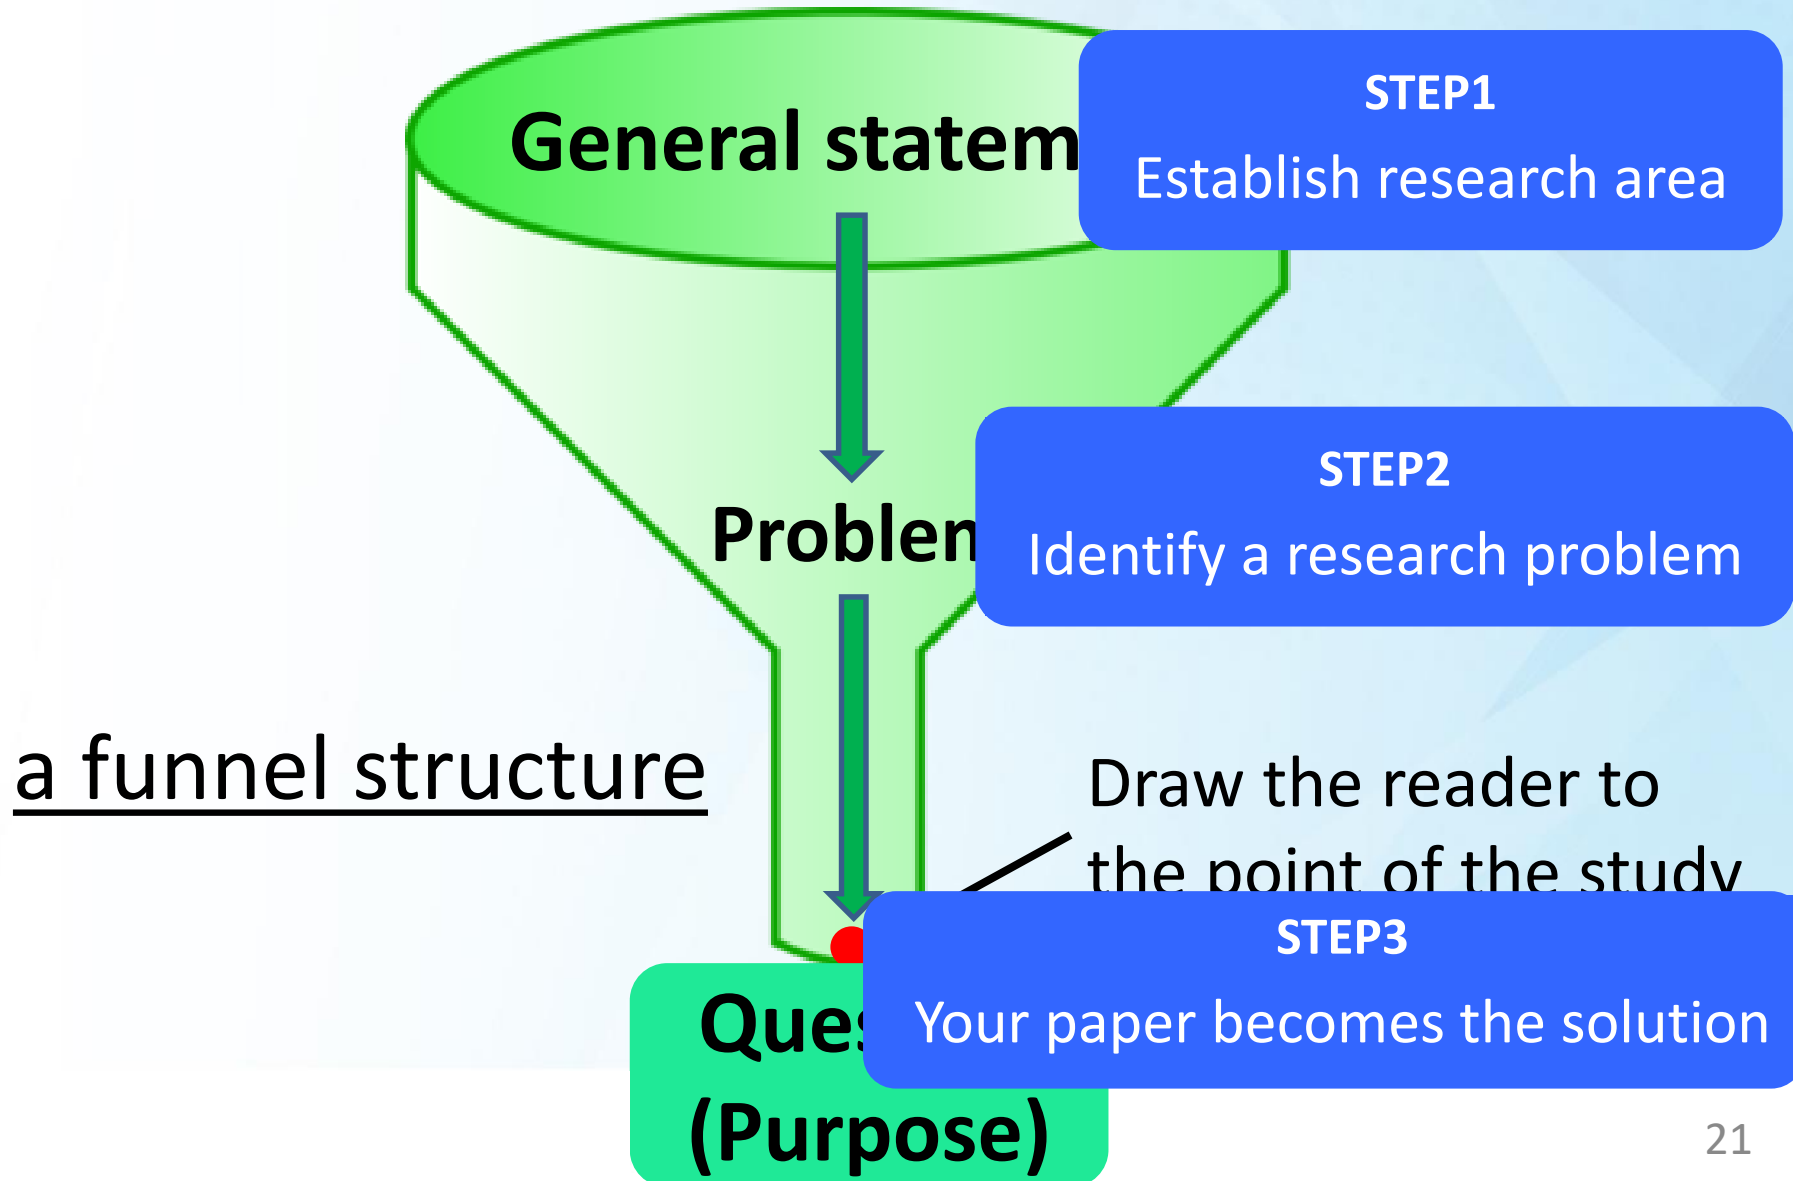 General statem
STEP1
Establish research area
Problem
STEP2
Identify a research problem
a funnel structure
Draw the reader to
the point of the study
STEP3
Your paper becomes the solution
Ques
(Purpose)
21